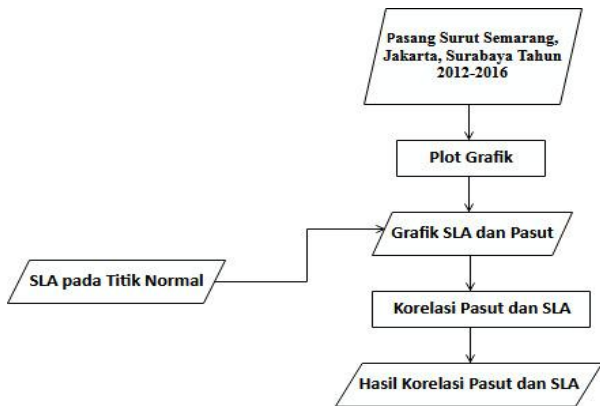 Pasang Surut Semarang,
Jakarta, Surabaya Tahun
2012-2016
Plot Grafik
Grafik SLA dan Pasut
SLA pada Titik Normal
Korelasi Pasut dan SLA
Hasil Korelasi Pasut dan SLA